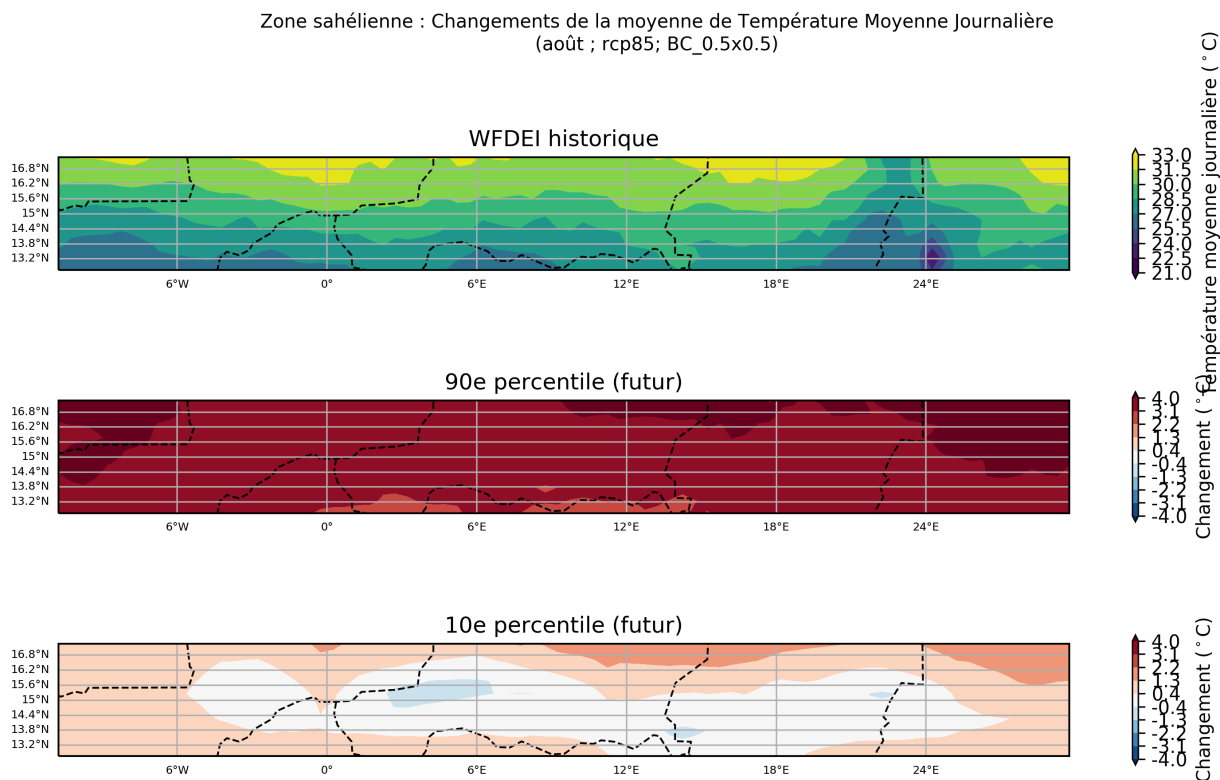 Zone sahélienne : Changements de la moyenne de Température Moyenne Journalière
(août ; rcp85; BC_0.5x0.5)
WFDEI historique
16.8°N
16.2°N
15.6°N
15°N
14.4°N
13.8°N
13.2°N
6°W
0°
6°E
12°E
18°E
24°E
33.0
31.5
30.0
28.5
27.0
25.5
24.0
22.5
21.0
Température moyenne journalière (°C)
90e percentile (futur)
16.8°N
16.2°N
15.6°N
15°N
14.4°N
13.8°N
13.2°N
6°W
0°
6°E
12°E
18°E
24°E
4.0
3.1
2.2
1.3
0.4
-0.4
-1.3
-2.2
-3.1
-4.0
Changement (°C)
10e percentile (futur)
16.8°N
16.2°N
15.6°N
15°N
14.4°N
13.8°N
13.2°N
6°W
0°
6°E
12°E
18°E
24°E
4.0
3.1
2.2
1.3
0.4
-0.4
-1.3
-2.2
-3.1
-4.0
Changement (°C)